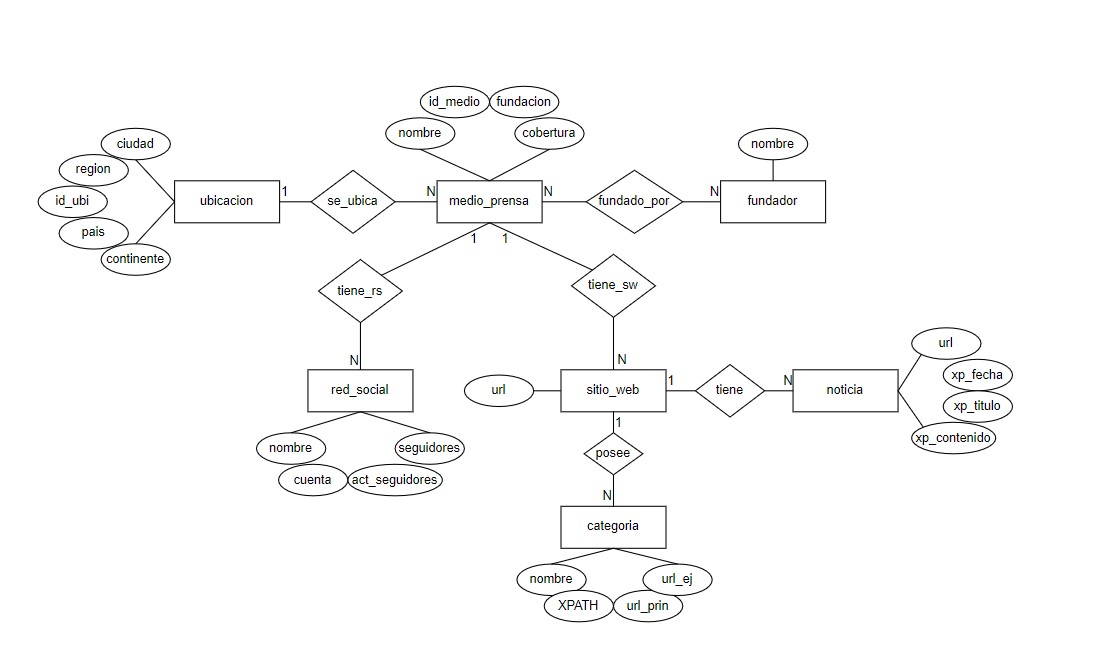 id_medio
fundacion
nombre
cobertura
nombre
ciudad
region
id_ubi
pais
continente
ubicacion
1
se_ubica
N
medio_prensa
N
fundado_por
N
fundador
1
1
tiene_rs
tiene_sw
N
N
red_social
url
sitio_web
1
tiene
N
noticia
url
xp_fecha
xp_titulo
xp_contenido
nombre
seguidores
cuenta
act_seguidores
1
posee
N
categoria
nombre
url_ej
XPATH
url_prin